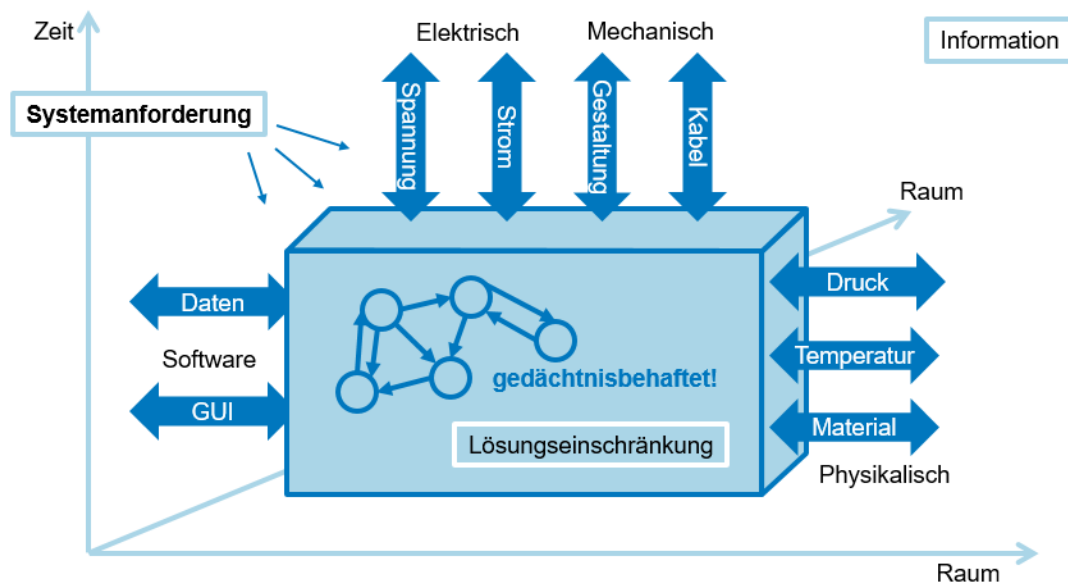 Zeit
Elektrisch
Mechanisch
Information
Systemanforderung
Spannung
Strom
Gestaltung
Kabel
Raum
Daten
Software
GUI
gedächtnisbehaftet!
Lösungseinschränkung
Druck
Temperatur
Material
Physikalisch
Raum